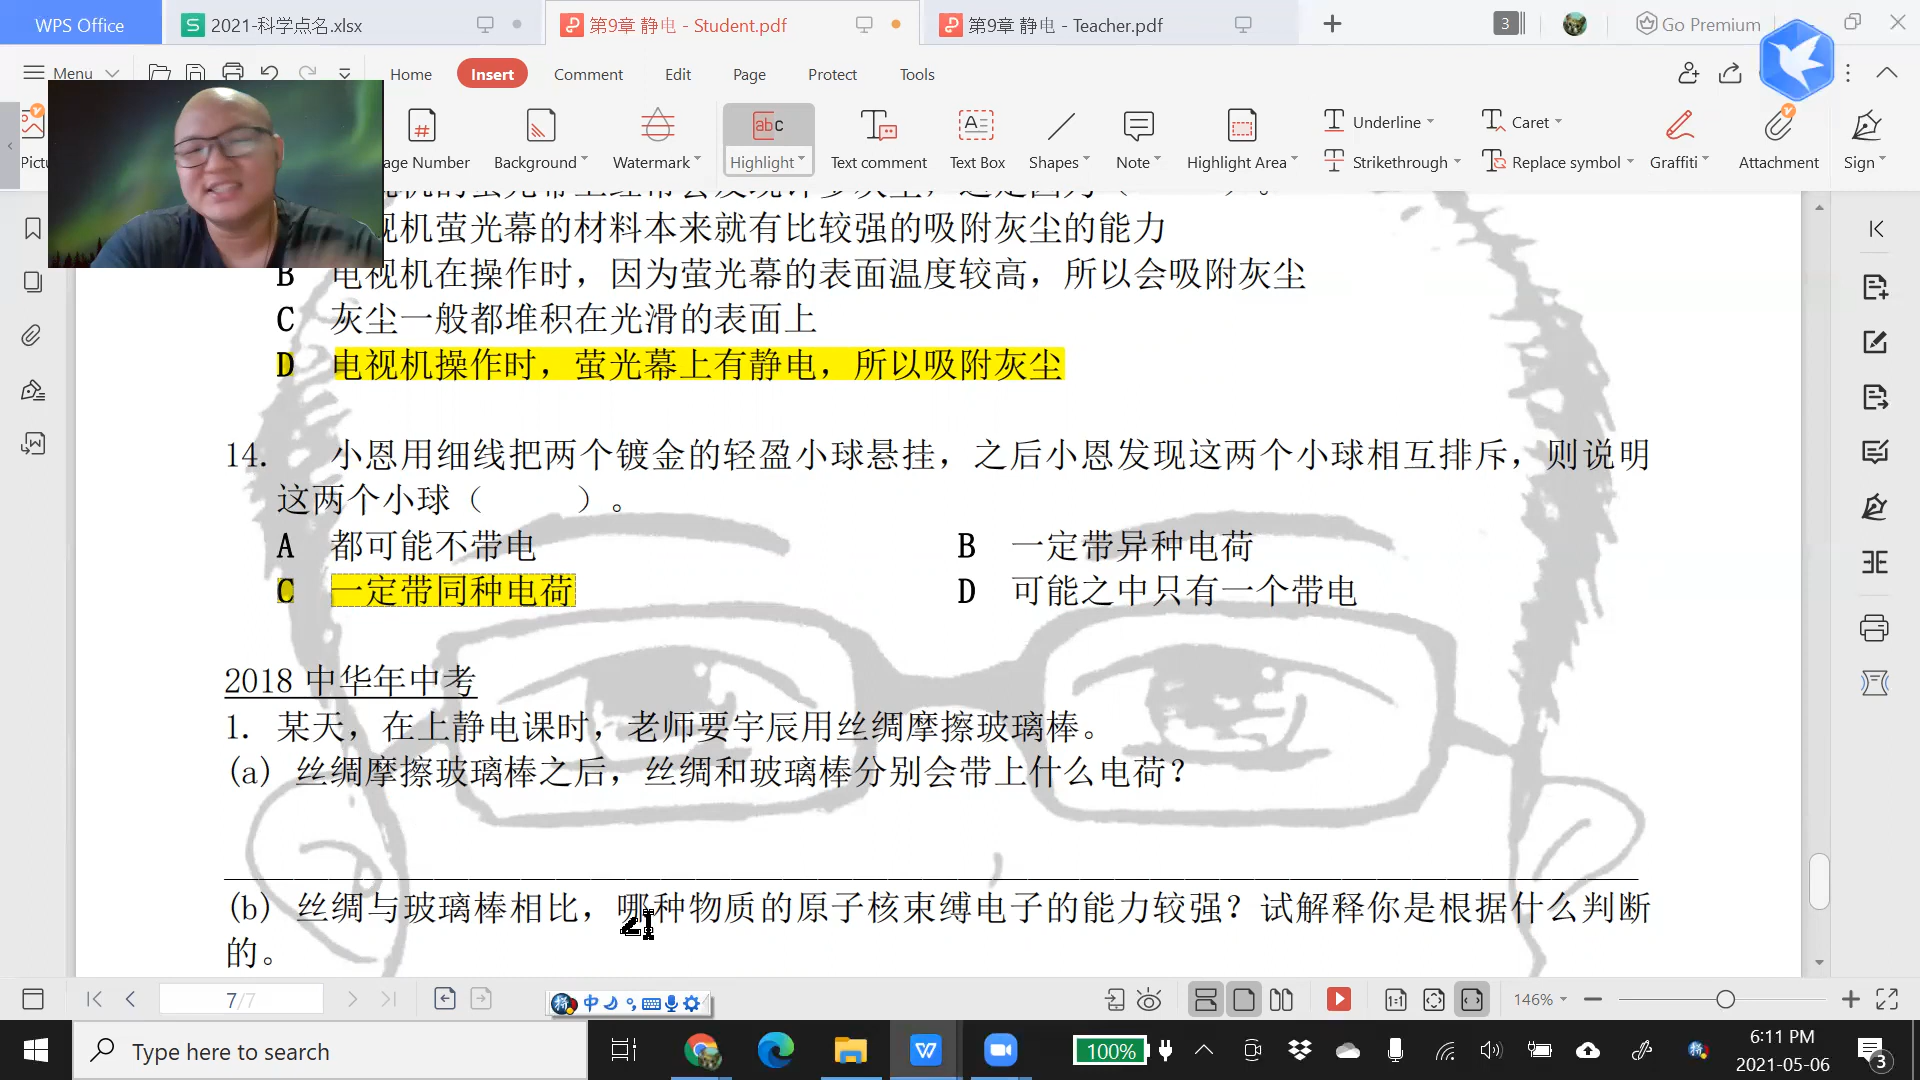 WPS Office
2021-科学点名.xlsx
第9章 静电 - Student.pdf
第9章 静电 - Teacher.pdf
3
Go Premium
Menu
Home
Insert
Comment
Edit
Page
Protect
Tools
Pictu
age Number
Background
Watermark
Highlight
Text comment
Text Box
Shapes
Note
Highlight Area
Underline
Strikethrough
Caret
Replace symbol
Graffiti
Attachment
Sign
视机萤光幕的材料本来就有比较强的吸附灰尘的能力
B 电视机在操作时，因为萤光幕的表面温度较高，所以会吸附灰尘
C 灰尘一般都堆积在光滑的表面上
D 电视机操作时，萤光幕上有静电，所以吸附灰尘
14. 小恩用细线把两个镀金的轻盈小球悬挂，之后小恩发现这两个小球相互排斥，则说明
这两个小球（ ）。
A 都可能不带电 B 一定带异种电荷
C 一定带同种电荷 D 可能之中只有一个带电
2018 中华年中考
1. 某天，在上静电课时，老师要宇辰用丝绸摩擦玻璃棒。
(a) 丝绸摩擦玻璃棒之后，丝绸和玻璃棒分别会带上什么电荷？
(b) 丝绸与玻璃棒相比，哪种物质的原子核束缚电子的能力较强？试解释你是根据什么判断
的。
7/7
中
146%
Type here to search
100%
6:11 PM
2021-05-06
3